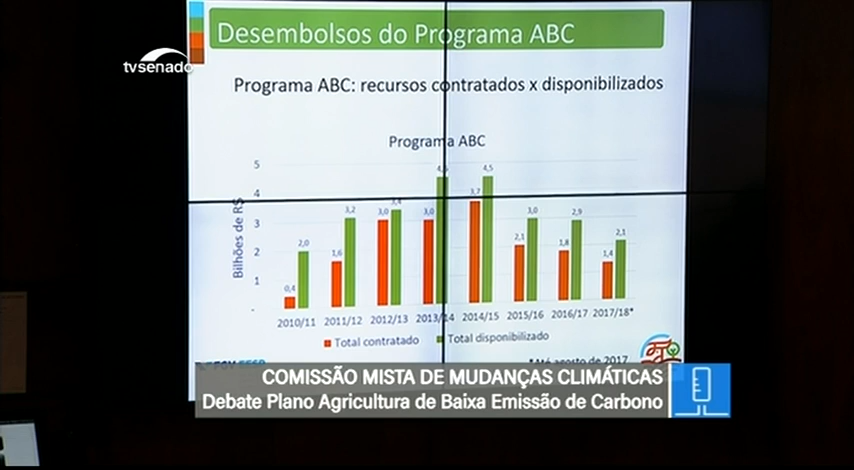 Desembolsos do Programa ABC
tvsenado
Programa ABC: recursos contratados x disponibilizados
Programa ABC
Bilhões de R$
5
4
3
2
1
-
0,4 2,0 1,6 3,2 3,0 3,4 3,0 3,7 4,5 2,1 3,0 1,8 2,9 1,4 2,1
2010/11 2011/12 2012/13 2013/14 2014/15 2015/16 2016/17 2017/18*
Total contratado Total disponibilizado
*Até agosto de 2017
COMISSÃO MISTA DE MUDANÇAS CLIMÁTICAS
Debate Plano Agricultura de Baixa Emissão de Carbono